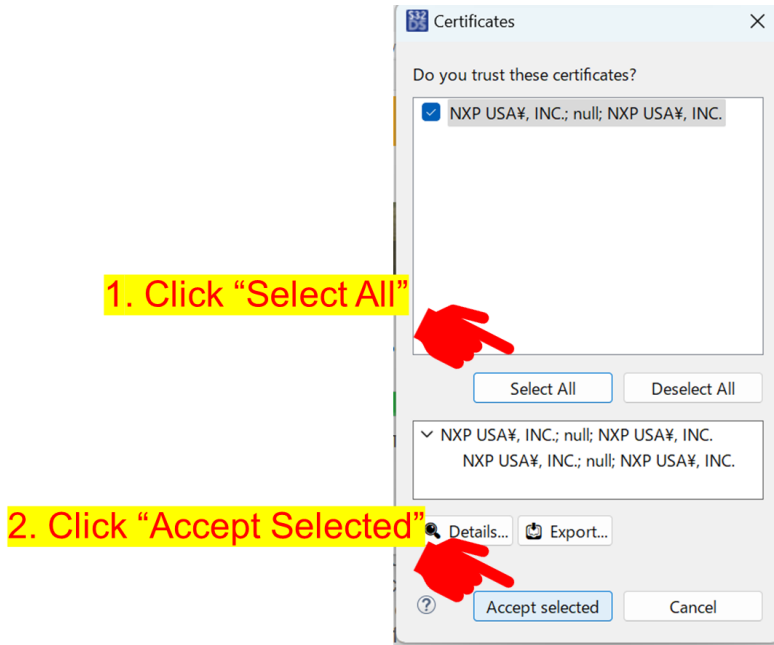 S32
DS
Certificates
Do you trust these certificates?
NXP USA¥, INC.; null; NXP USA¥, INC.
1. Click “Select All”
Select All
Deselect All
NXP USA¥, INC.; null; NXP USA¥, INC.
NXP USA¥, INC.; null; NXP USA¥, INC.
2. Click “Accept Selected”
Details...
Export...
?
Accept selected
Cancel